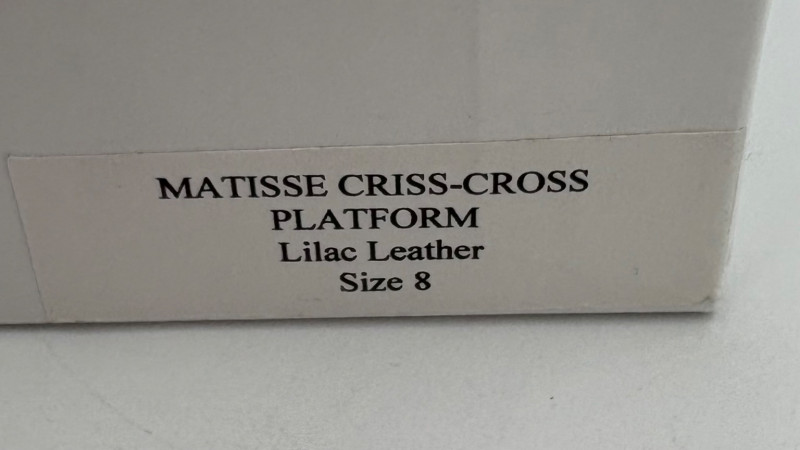 MATISSE CRISS-CROSS
PLATFORM
Lilac Leather
Size 8